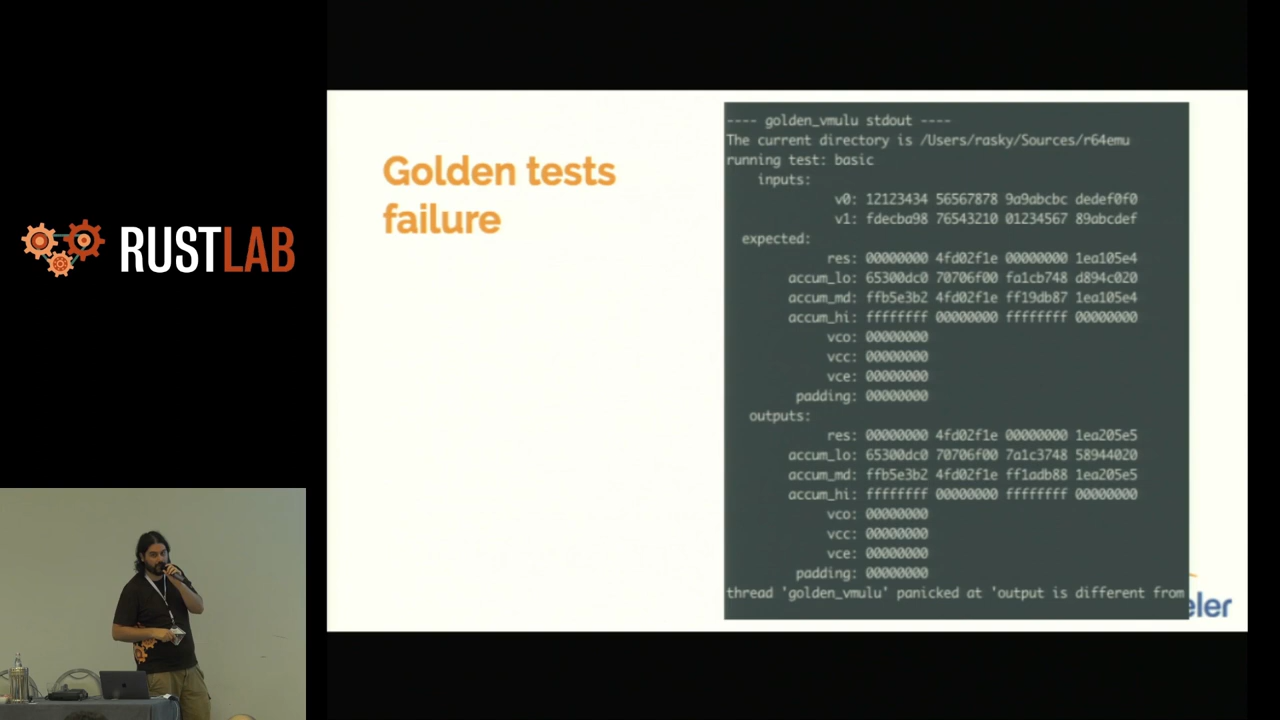 RUSTLAB
Golden tests
failure
---- golden_vmulu stdout ----
The current directory is /Users/rasky/Sources/r64emu
running test: basic
inputs:
v0: 12123434 56567878 9a9abcbc dedef0f0
v1: fdecba98 76543210 01234567 89abcdef
expected:
res: 00000000 4fd02f1e 00000000 1ea105e4
accum_lo: 65300dc0 70706f00 fa1cb748 d894c020
accum_md: ffb5e3b2 4fd02f1e ff19db87 1ea105e4
accum_hi: ffffffff 00000000 ffffffff 00000000
vco: 00000000
vcc: 00000000
vce: 00000000
padding: 00000000
outputs:
res: 00000000 4fd02f1e 00000000 1ea205e5
accum_lo: 65300dc0 70706f00 7a1c3748 58944020
accum_md: ffb5e3b2 4fd02f1e ff1adb88 1ea205e5
accum_hi: ffffffff 00000000 ffffffff 00000000
vco: 00000000
vcc: 00000000
vce: 00000000
padding: 00000000
thread 'golden_vmulu' panicked at 'output is different from
eler